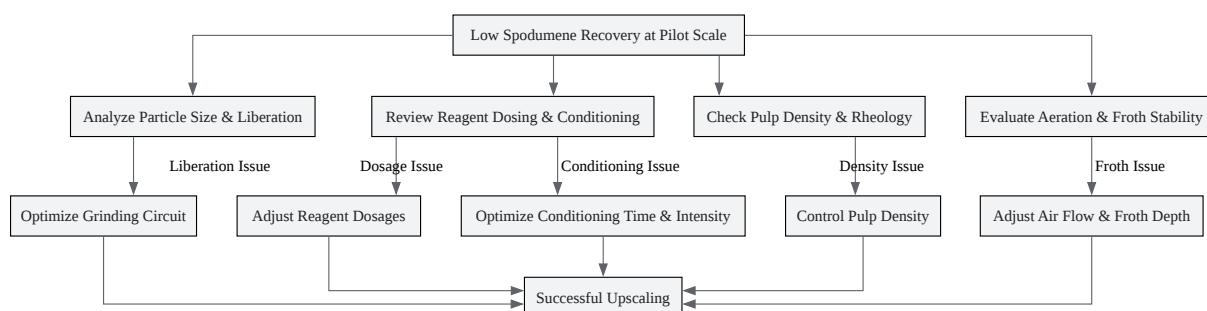 Low Spodumene Recovery at Pilot Scale
Analyze Particle Size & Liberation
Review Reagent Dosing & Conditioning
Check Pulp Density & Rheology
Evaluate Aeration & Froth Stability
Liberation Issue
Dosage Issue
Conditioning Issue
Density Issue
Froth Issue
Optimize Grinding Circuit
Adjust Reagent Dosages
Optimize Conditioning Time & Intensity
Control Pulp Density
Adjust Air Flow & Froth Depth
Successful Upscaling